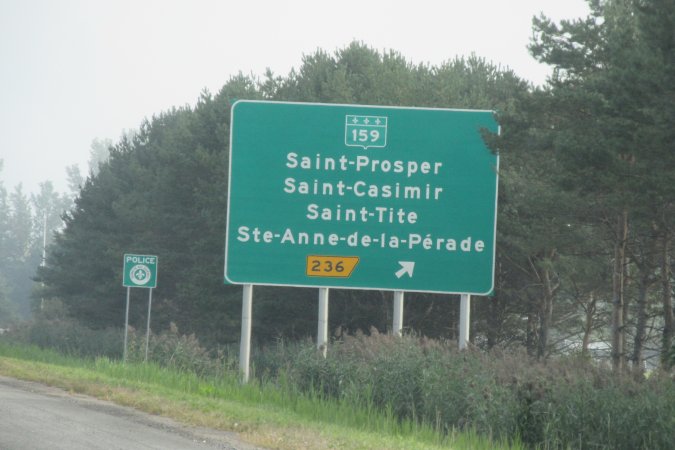 159
Saint-Prosper
Saint-Casimir
Saint-Tite
Ste-Anne-de-la-Pérade
236
POLICE